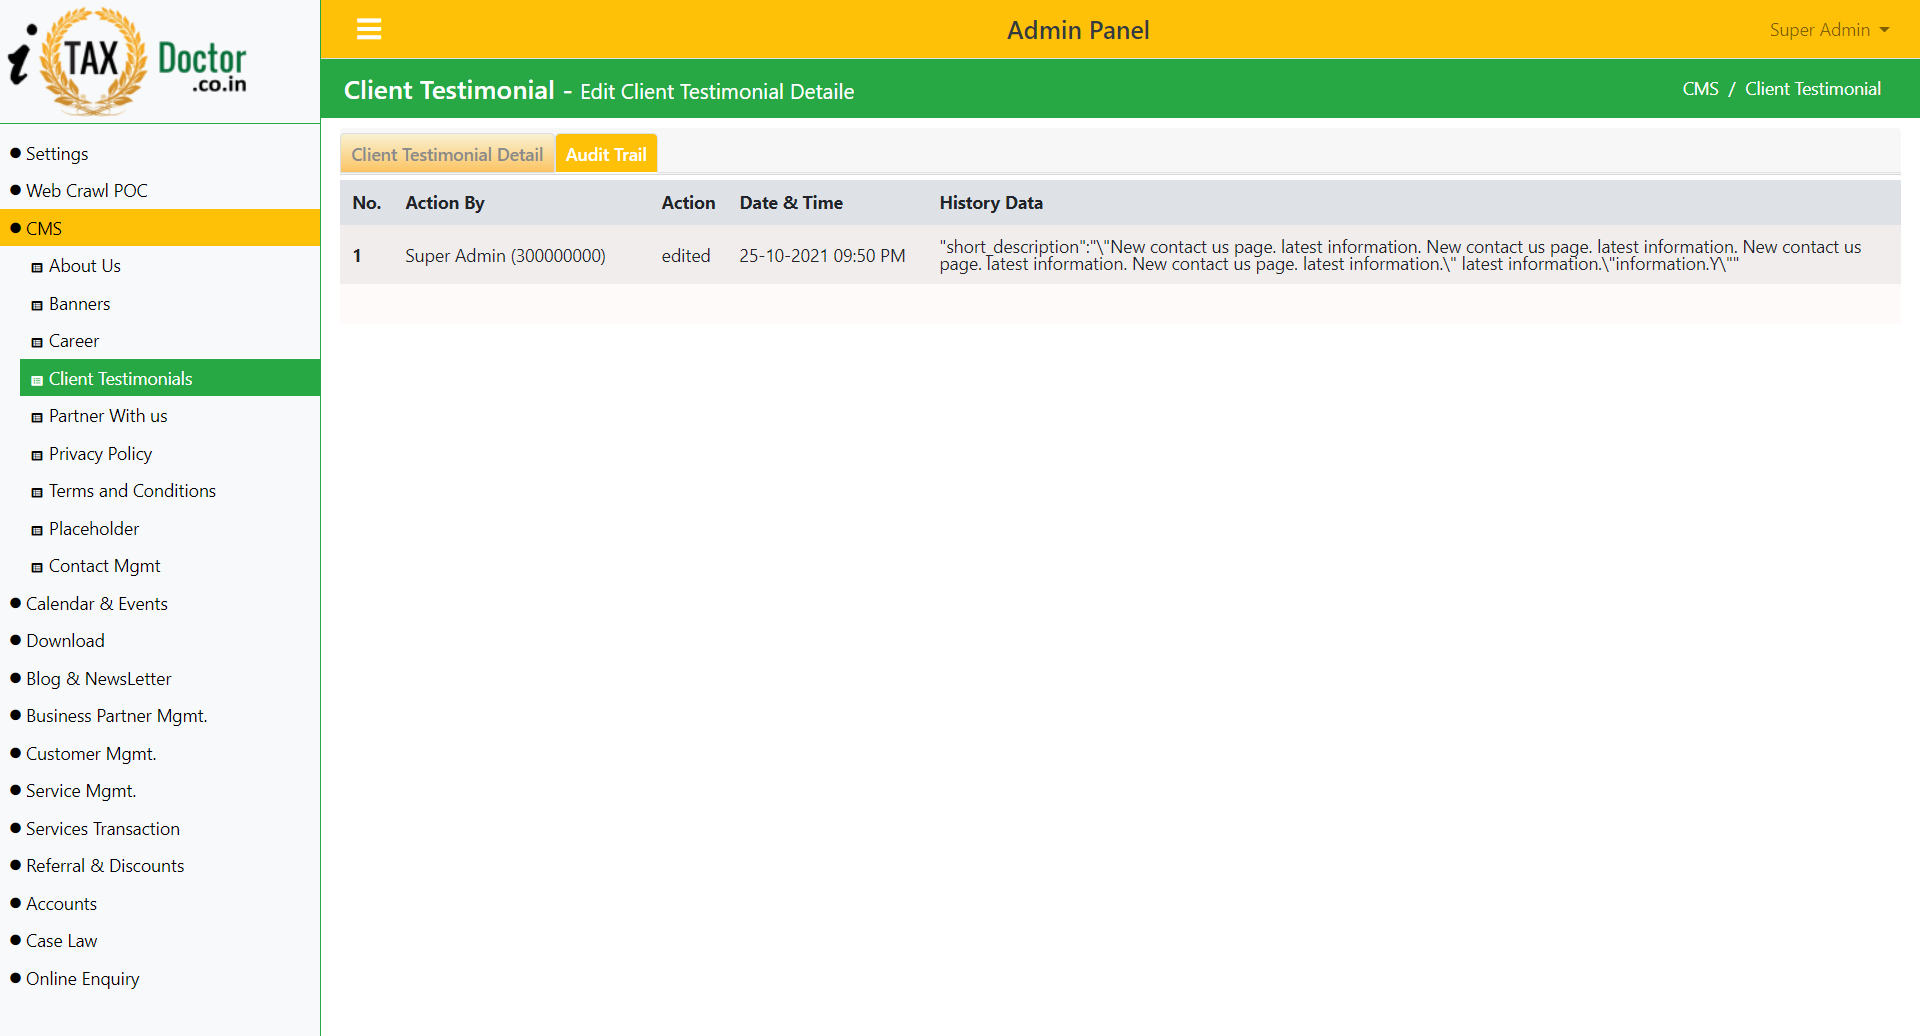 i TAX Doctor
.co.in
Admin Panel
Super Admin
Client Testimonial - Edit Client Testimonial Detaile
CMS / Client Testimonial
Settings
Web Crawl POC
CMS
About Us
Banners
Career
Client Testimonials
Partner With us
Privacy Policy
Terms and Conditions
Placeholder
Contact Mgmt
Calendar & Events
Download
Blog & NewsLetter
Business Partner Mgmt.
Customer Mgmt.
Service Mgmt.
Services Transaction
Referral & Discounts
Accounts
Case Law
Online Enquiry
Client Testimonial Detail Audit Trail
No. Action By Action Date & Time History Data
1 Super Admin (300000000) edited 25-10-2021 09:50 PM "short_description":"\"New contact us page. latest information. New contact us page. latest information. New contact us
page. latest information. New contact us page. latest information.\" latest information.\"information.Y\""